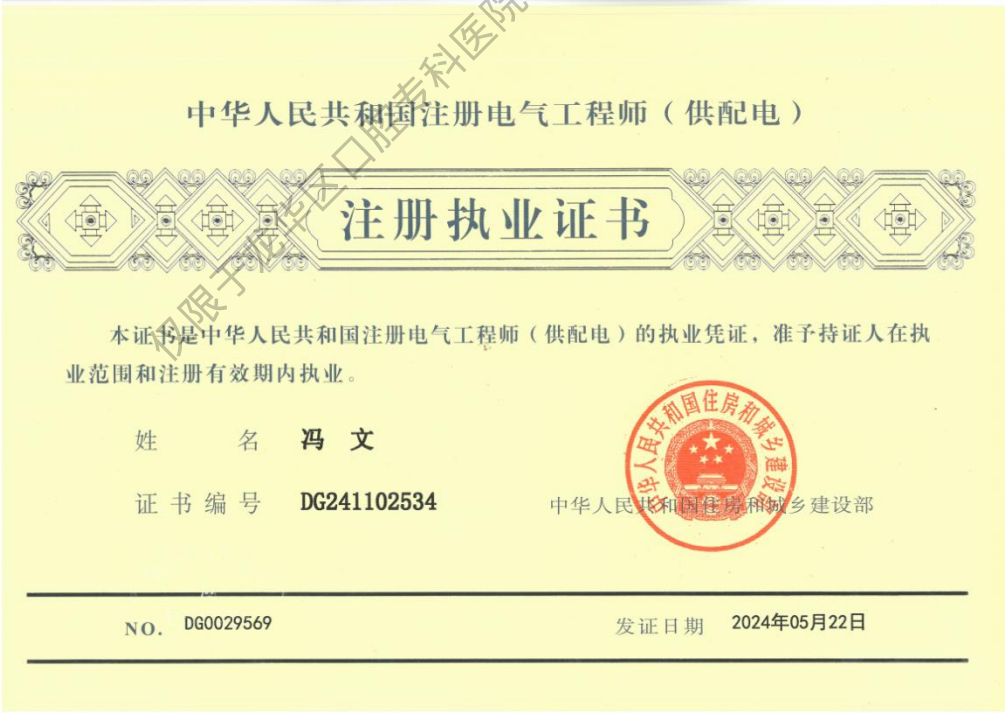 仅限于龙华区口腔专科医院
中华人民共和国注册电气工程师（供配电）
注册执业证书
本证书是中华人民共和国注册电气工程师（供配电）的执业凭证，准予持证人在执
业范围和注册有效期内执业。
姓 名 冯 文
中华人民共和国住房和城乡建设部
证书编号 DG241102534 中华人民共和国住房和城乡建设部
NO. DG0029569 发证日期 2024年05月22日